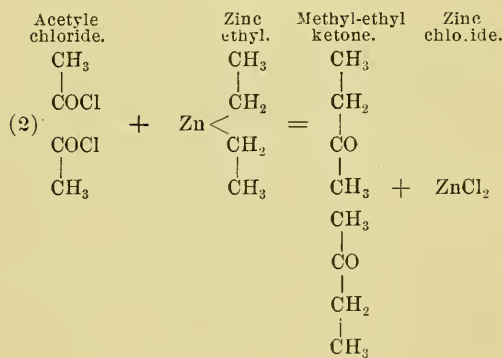 Acetyle Zinc Methyl-ethyl Zinc
chloride. ethyl. ketone. chlo.ide.
CH3 CH3 CH3
COCl CH2 CH2
(2) + Zn < =
COCl CH2 CO
CH3 CH3 CH3 + ZnCl2
CH3
CO
CH2
CH3